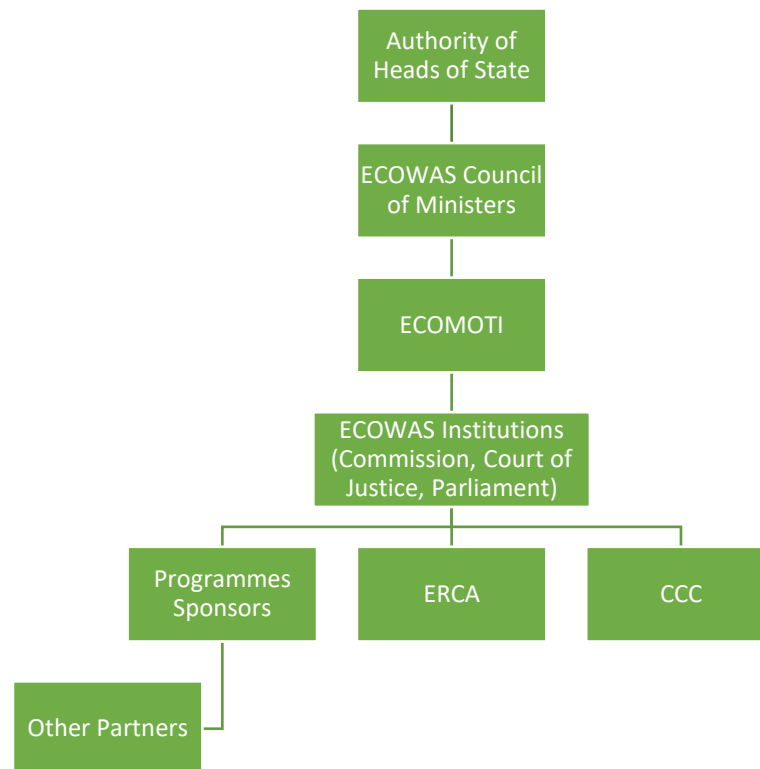 Authority of
Heads of State
ECOWAS Council
of Ministers
ECOMOTI
ECOWAS Institutions
(Commission, Court of
Justice, Parliament)
Programmes
Sponsors
ERCA
CCC
Other Partners